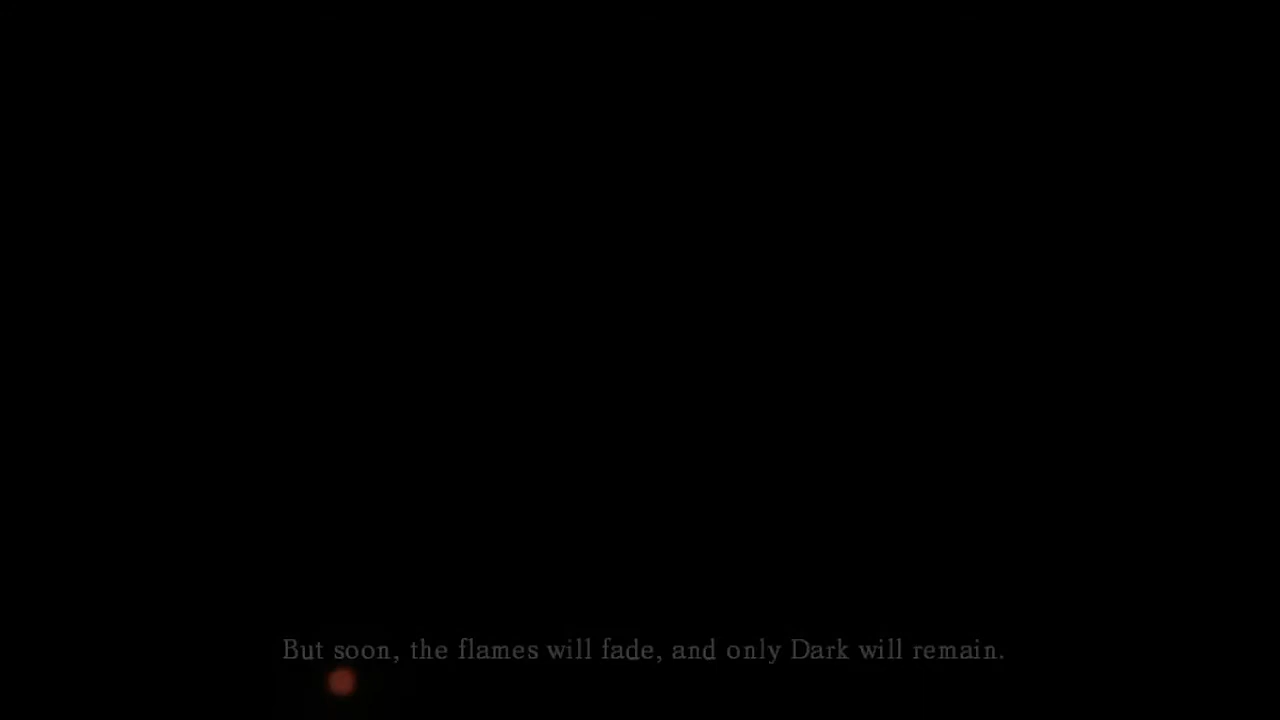 But soon, the flames will fade, and only Dark will remain.